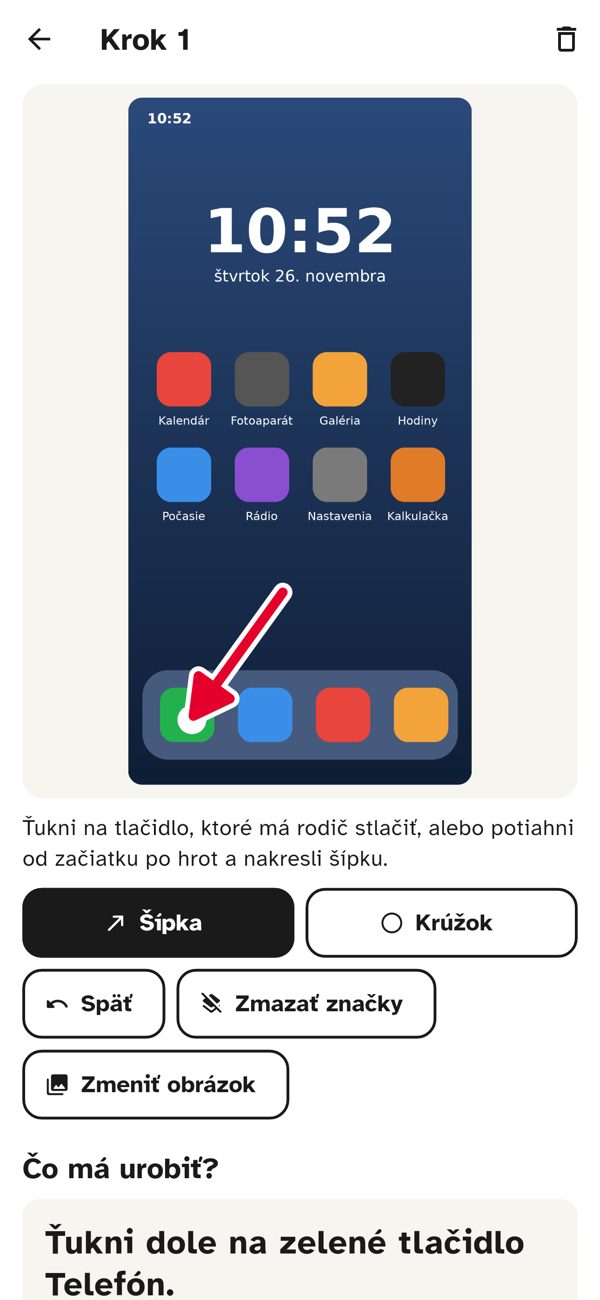 Krok 1
10:52
10:52
štvrtok 26. novembra
Kalendár Fotoaparát Galéria Hodiny
Počasie Rádio Nastavenia Kalkulačka
Ťukni na tlačidlo, ktoré má rodič stlačiť, alebo potiahni
od začiatku po hrot a nakresli šípku.
Šípka Krúžok
Späť Zmazať značky
Zmeniť obrázok
Čo má urobiť?
Ťukni dole na zelené tlačidlo
Telefón.